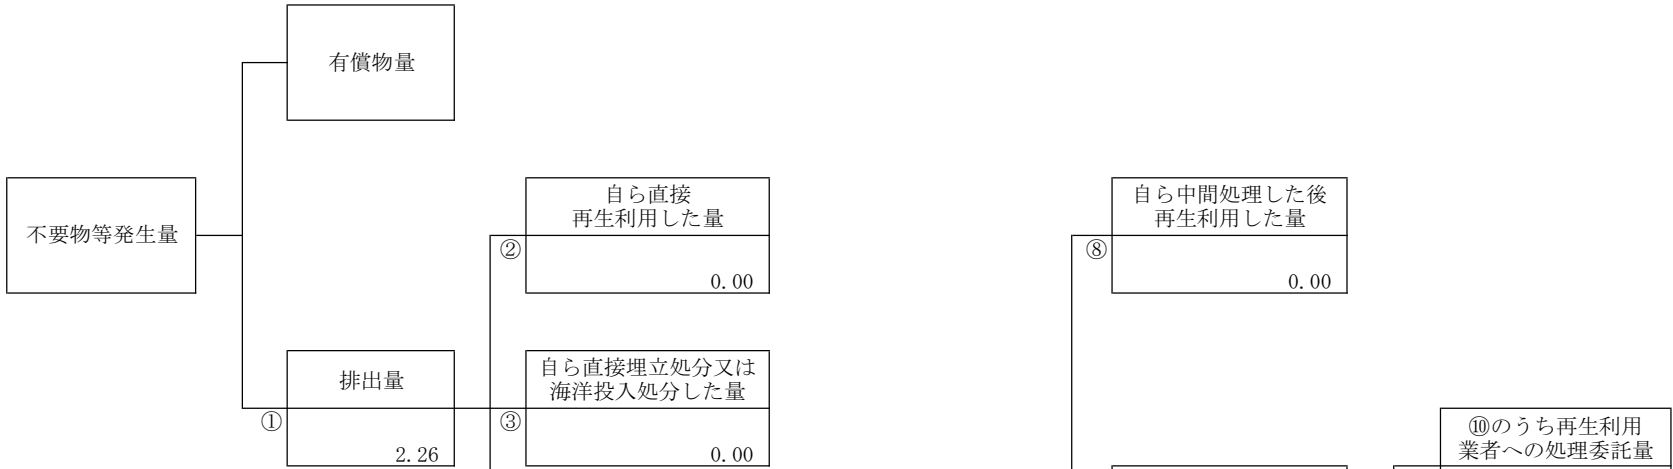 有償物量
不要物等発生量
自ら直接
再生利用した量
②
0.00
自ら中間処理した後
再生利用した量
⑧
0.00
排出量
①
2.26
自ら直接埋立処分又は
海洋投入処分した量
③
0.00
⑩のうち再生利用
業者への処理委託量